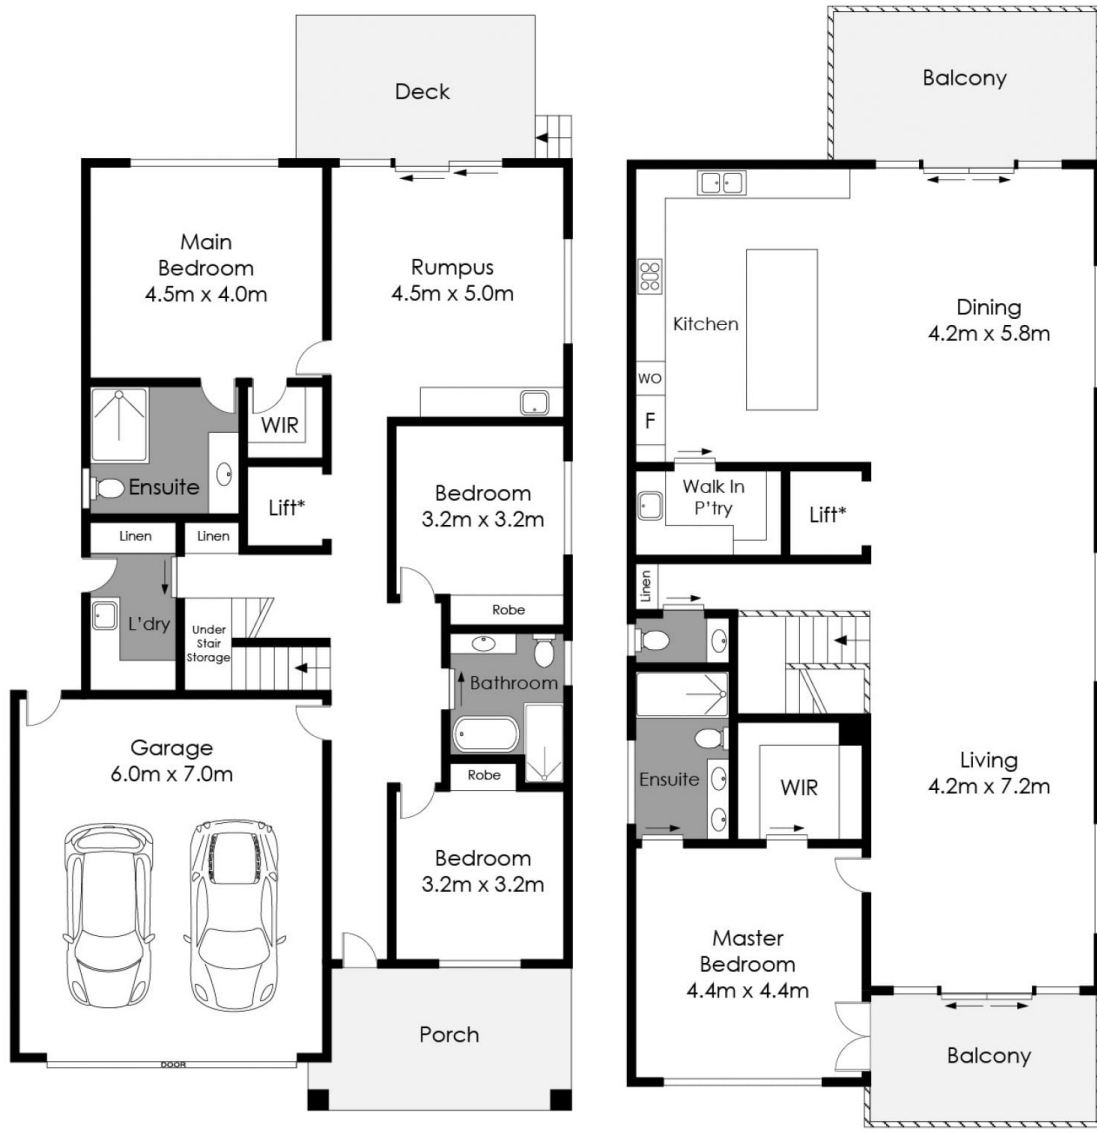 Deck
Main
Bedroom
4.5m x 4.0m
Rumpus
4.5m x 5.0m
WIR
Ensuite
Lift*
Bedroom
3.2m x 3.2m
Linen
Linen
L'dry
Under
Stair
Storage
Robe
Bathroom
Garage
6.0m x 7.0m
Robe
Bedroom
3.2m x 3.2m
Porch
DOOR
Balcony
Kitchen
Dining
4.2m x 5.8m
WO
F
Walk In
P'try
Lift*
Linen
Ensuite
WIR
Living
4.2m x 7.2m
Master
Bedroom
4.4m x 4.4m
Balcony